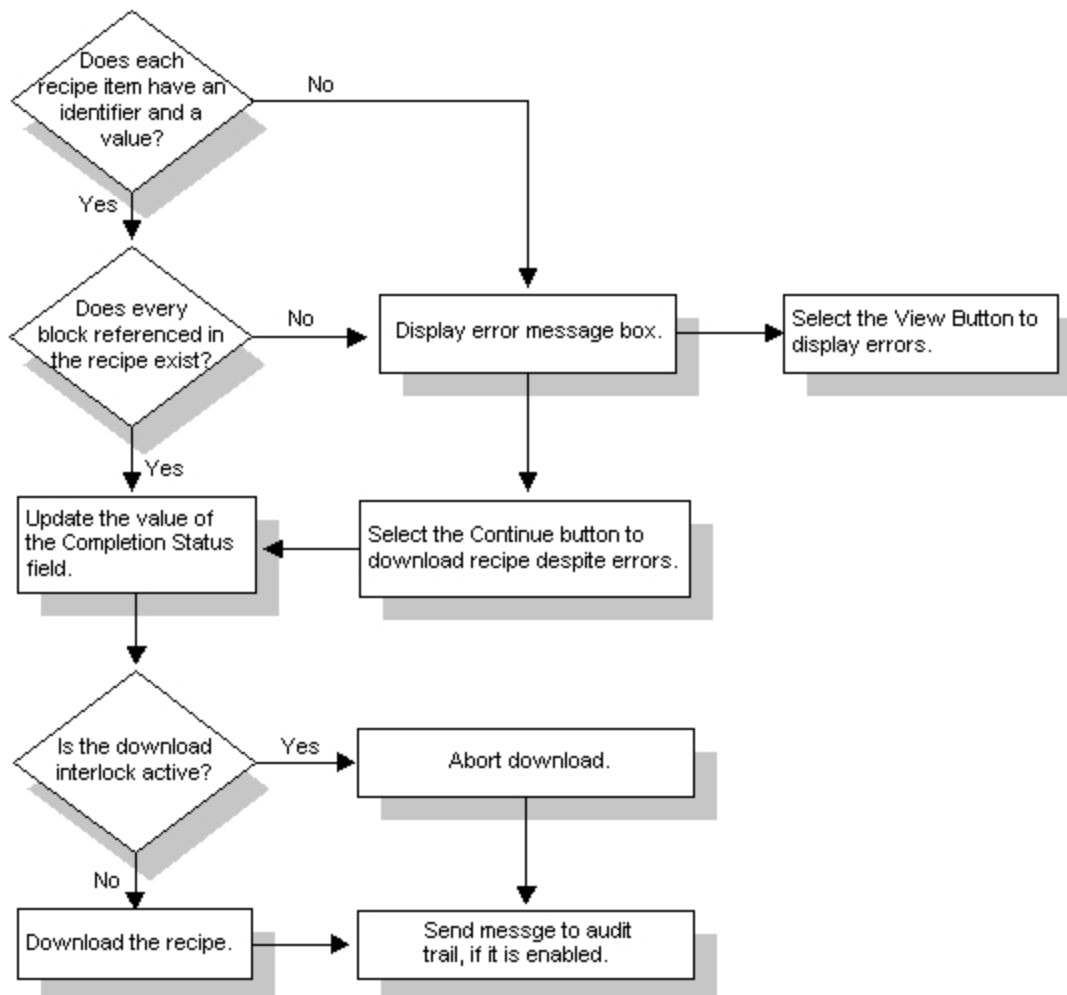 Does each
recipe item have an
identifier and a
value?
No
Yes
Does every
block referenced in
the recipe exist?
No
Display error message box.
Select the View Button to
display errors.
Yes
Update the value of
the Completion Status
field.
Select the Continue button to
download recipe despite errors.
Is the download
interlock active?
Yes
Abort download.
No
Download the recipe.
Send messge to audit
trail, if it is enabled.